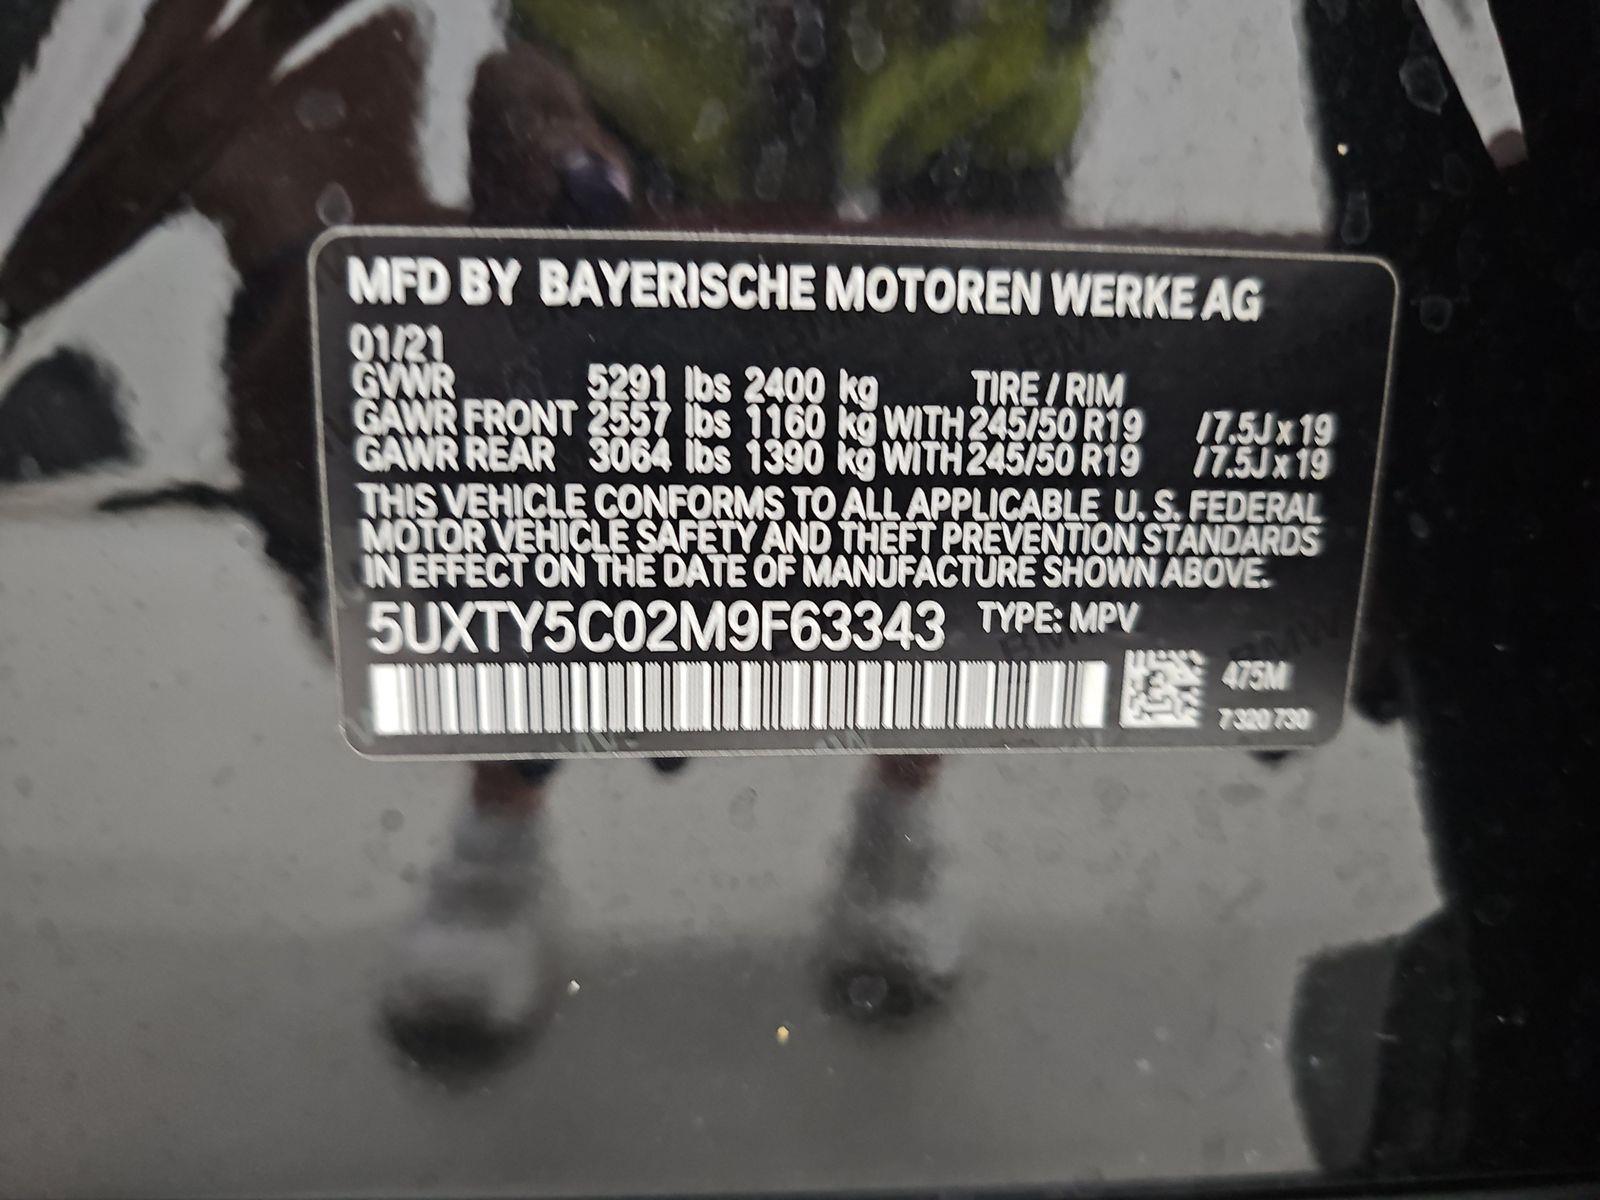 MFD BY BAYERISCHE MOTOREN WERKE AG
01/21
GVWR 5291 lbs 2400 kg TIRE / RIM
GAWR FRONT 2557 lbs 1160 kg WITH 245/50 R19 / 7.5J x 19
GAWR REAR 3064 lbs 1390 kg WITH 245/50 R19 / 7.5J x 19
THIS VEHICLE CONFORMS TO ALL APPLICABLE U. S. FEDERAL
MOTOR VEHICLE SAFETY AND THEFT PREVENTION STANDARDS
IN EFFECT ON THE DATE OF MANUFACTURE SHOWN ABOVE.
5UXTY5C02M9F63343 TYPE: MPV
475M
7 320 730